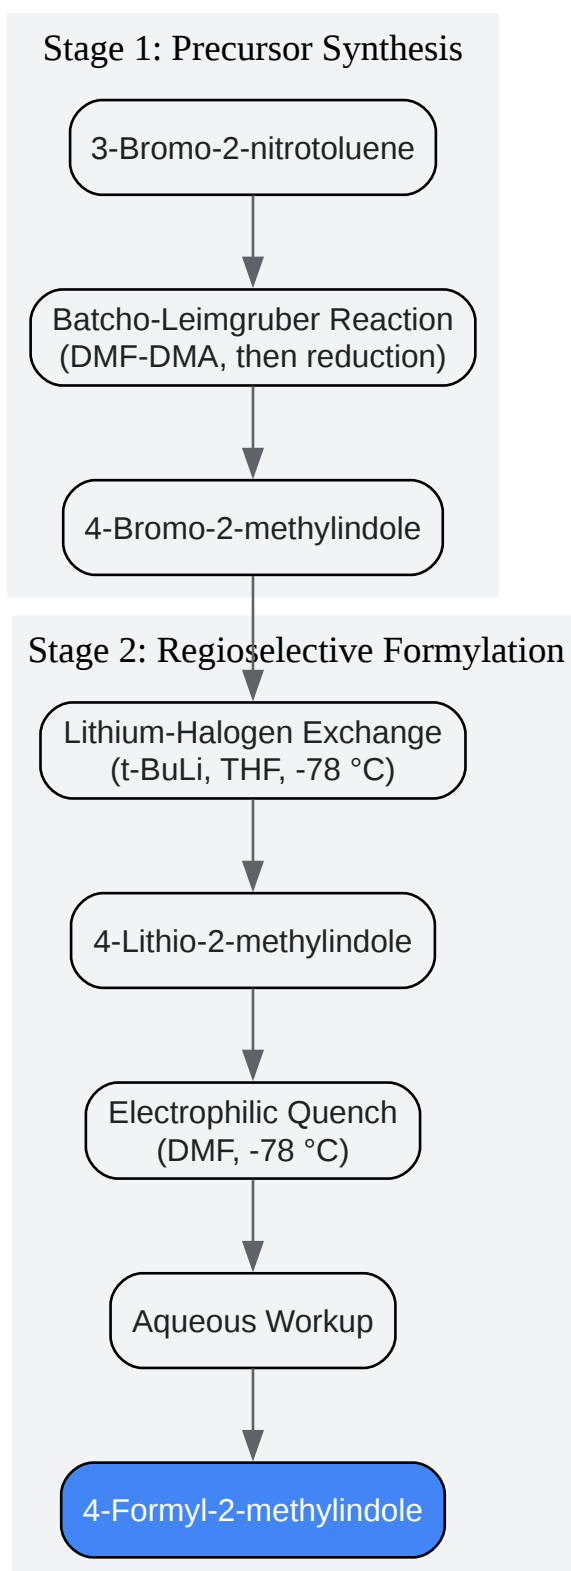 Stage 1: Precursor Synthesis
3-Bromo-2-nitrotoluene
Batcho-Leimgruber Reaction
(DMF-DMA, then reduction)
4-Bromo-2-methylindole
Stage 2: Regioselective Formylation
Lithium-Halogen Exchange
(t-BuLi, THF, -78 °C)
4-Lithio-2-methylindole
Electrophilic Quench
(DMF, -78 °C)
Aqueous Workup
4-Formyl-2-methylindole